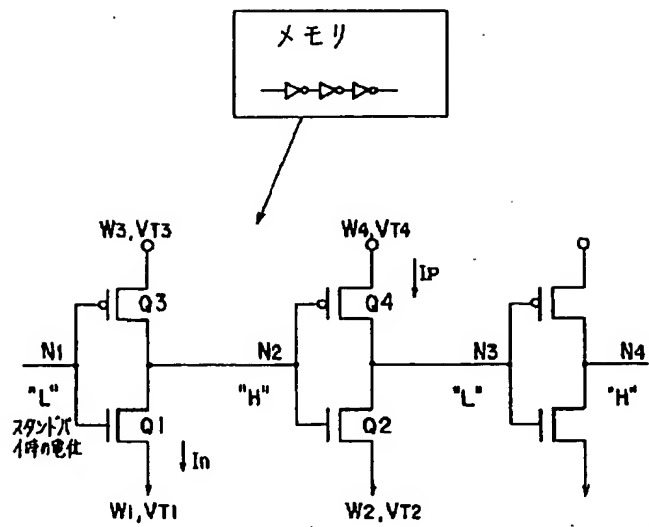 メモリ
W3,VT3
W4,VT4
IP
Q3
Q4
N1
N2
N3
N4
"L"
"H"
"L"
"H"
スタンドバ
イ時の電位
Q1
Q2
In
W1,VT1
W2,VT2